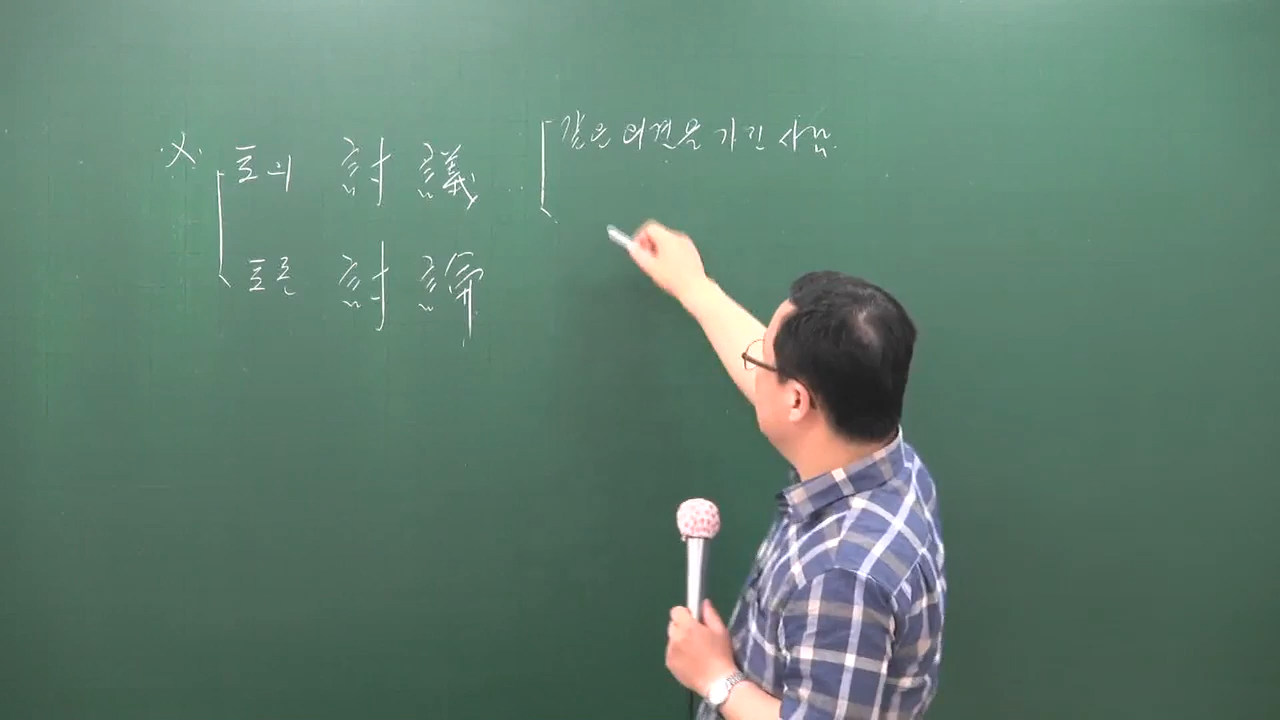 ※ 토의 討議
같은 의견을 가진 사람
토론 討論